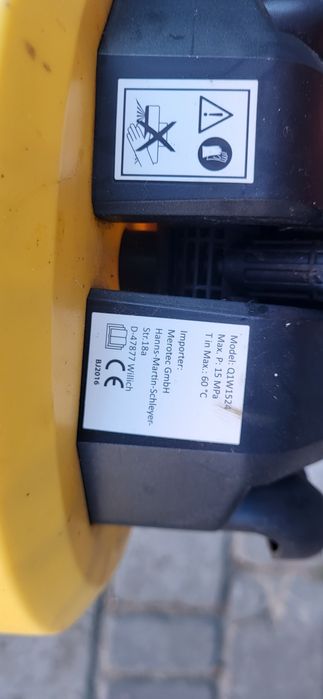 Model: Q1W1524
Max. P: 15 MPa
T in Max.: 60 °C
Importer:
Merotec GmbH
Hanns-Martin-Schleyer-
Str.18a
D-47877 Willich
CE
BJ2016